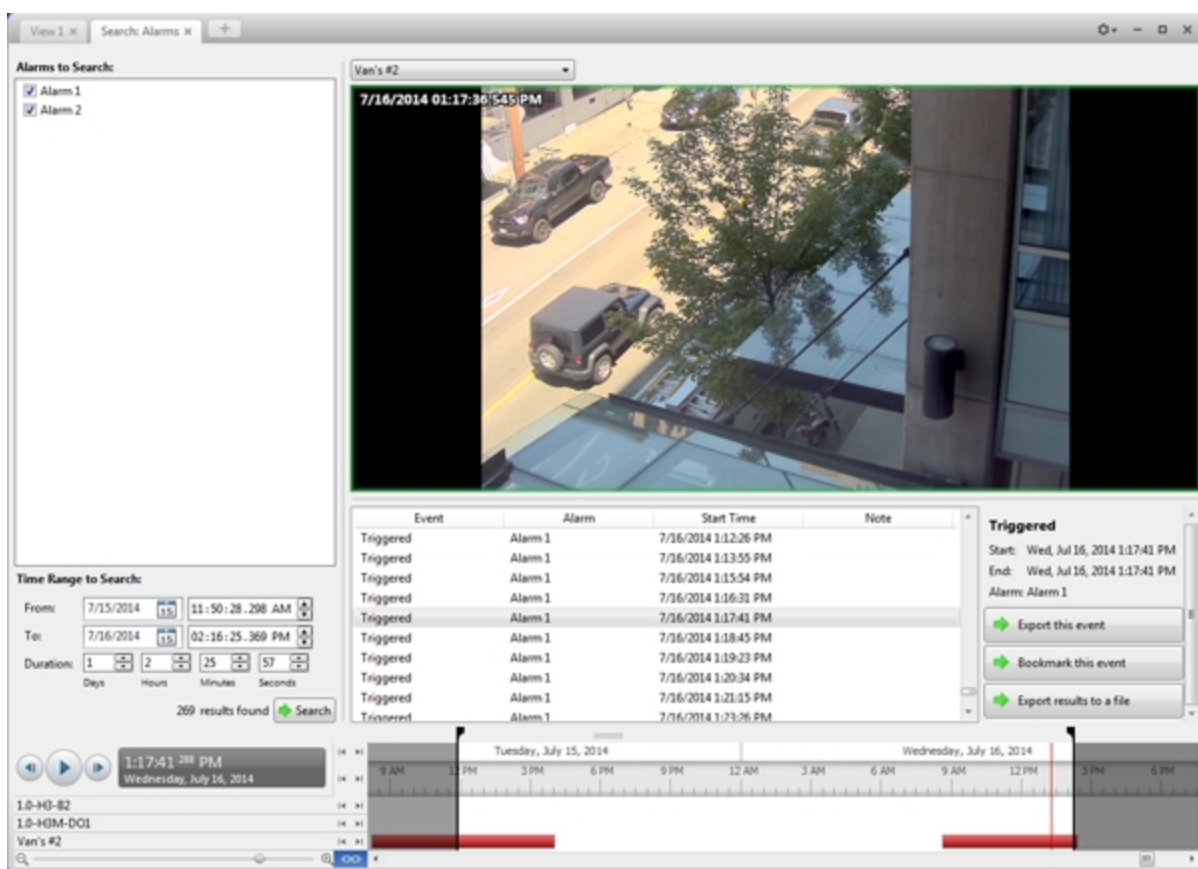 View 1 × Search: Alarms × +
Alarms to Search:
Alarm 1
Alarm 2
Van's #2
7/16/2014 01:17:36.545 PM
Event Alarm Start Time Note
Triggered Alarm 1 7/16/2014 1:12:26 PM
Triggered Alarm 1 7/16/2014 1:13:55 PM
Triggered Alarm 1 7/16/2014 1:15:54 PM
Triggered Alarm 1 7/16/2014 1:16:31 PM
Triggered Alarm 1 7/16/2014 1:17:41 PM
Triggered Alarm 1 7/16/2014 1:18:45 PM
Triggered Alarm 1 7/16/2014 1:19:23 PM
Triggered Alarm 1 7/16/2014 1:20:34 PM
Triggered Alarm 1 7/16/2014 1:21:15 PM
Triggered Alarm 1 7/16/2014 1:23:26 PM
Triggered
Start: Wed, Jul 16, 2014 1:17:41 PM
End: Wed, Jul 16, 2014 1:17:41 PM
Alarm: Alarm 1
Export this event
Bookmark this event
Export results to a file
Time Range to Search:
From: 7/15/2014 15 11:50:28.298 AM
To: 7/16/2014 15 02:16:25.369 PM
Duration: 1 2 25 57
Days Hours Minutes Seconds
269 results found Search
1:17:41.288 PM
Wednesday, July 16, 2014
Tuesday, July 15, 2014 Wednesday, July 16, 2014
9 AM 12 PM 3 PM 6 PM 9 PM 12 AM 3 AM 6 AM 9 AM 12 PM 3 PM 6 PM
1.0-H3-B2
1.0-H3M-DO1
Van's #2